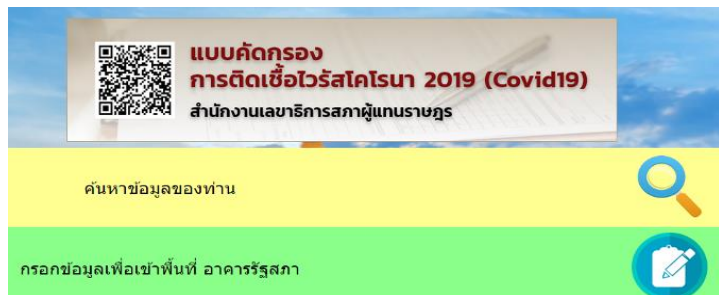 แบบคัดกรอง
การติดเชื้อไวรัสโคโรนา 2019 (Covid19)
สำนักงานเลขาธิการสภาผู้แทนราษฎร
ค้นหาข้อมูลของท่าน
กรอกข้อมูลเพื่อเข้าพื้นที่ อาคารรัฐสภา